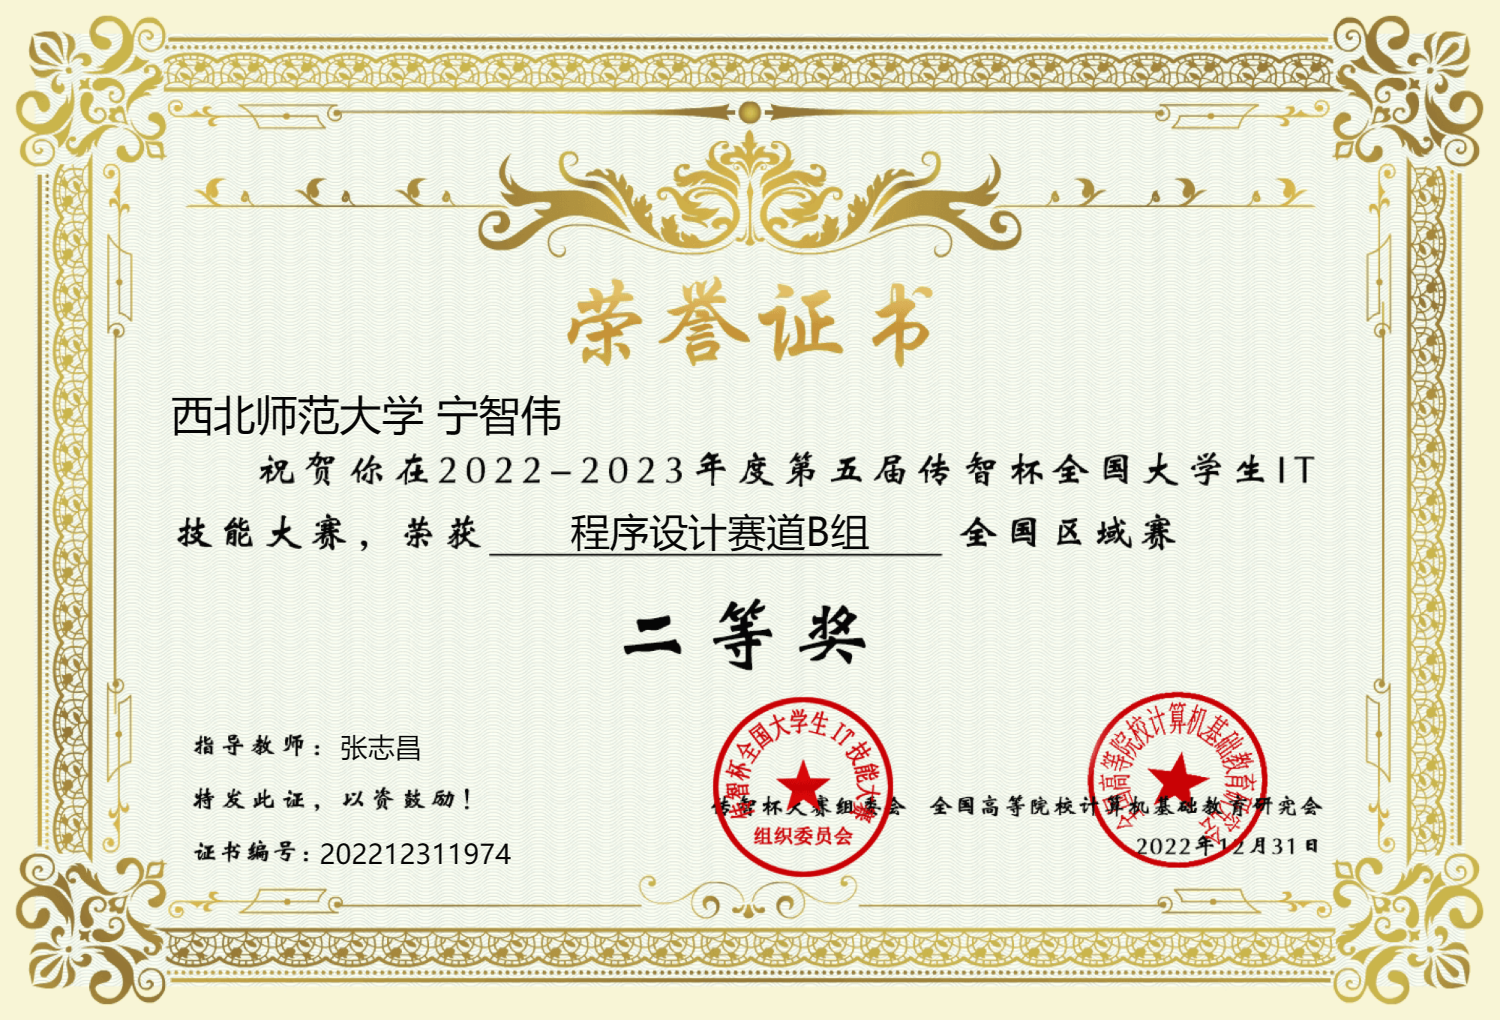 荣誉证书
西北师范大学 宁智伟
祝贺你在2022-2023年度第五届传智杯全国大学生IT
技能大赛，荣获 程序设计赛道B组 全国区域赛
二等奖
指导教师：张志昌
特发此证，以资鼓励！
证书编号：202212311974
传智杯大赛组委会 全国高等院校计算机基础教育研究会
2022年12月31日
传智杯全国大学生IT技能大赛
组织委员会
全国高等院校计算机基础教育研究会